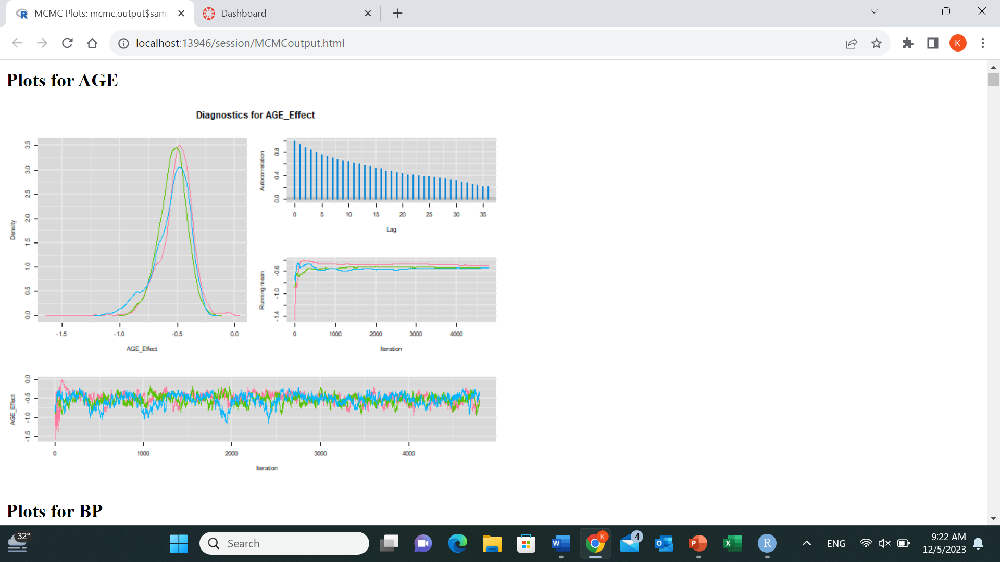 MCMC Plots: mcmc.output$sam
Dashboard
localhost:13946/session/MCMCoutput.html
K
Plots for AGE
Diagnostics for AGE_Effect
3.5
3.0
2.5
2.0
1.5
1.0
0.5
0.0
Density
-1.5 -1.0 -0.5 0.0
AGE_Effect
0.8
0.4
0.0
Autocorrelation
0 5 10 15 20 25 30 35
Lag
-0.6
-1.0
-1.4
Running mean
0 1000 2000 3000 4000
Iteration
0.0
-0.5
-1.0
-1.5
AGE_Effect
0 1000 2000 3000 4000
Iteration
Plots for BP
32°
Search
W
K
4
O
P
X
R
ENG
9:22 AM
12/5/2023